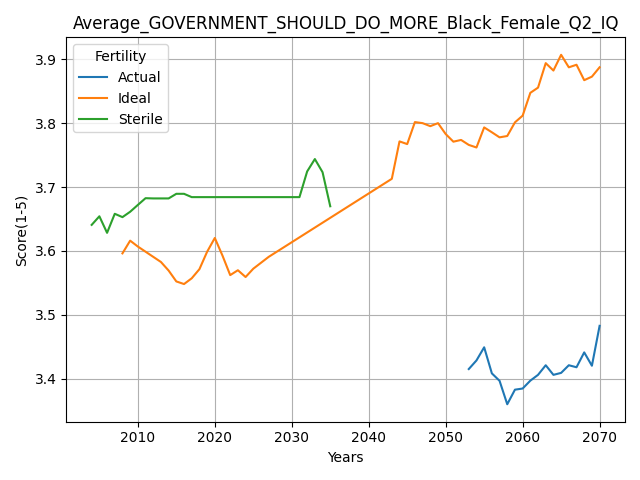 Average_GOVERNMENT_SHOULD_DO_MORE_Black_Female_Q2_IQ
Fertility
Actual
Ideal
Sterile
Score(1-5)
3.9
3.8
3.7
3.6
3.5
3.4
2010 2020 2030 2040 2050 2060 2070
Years